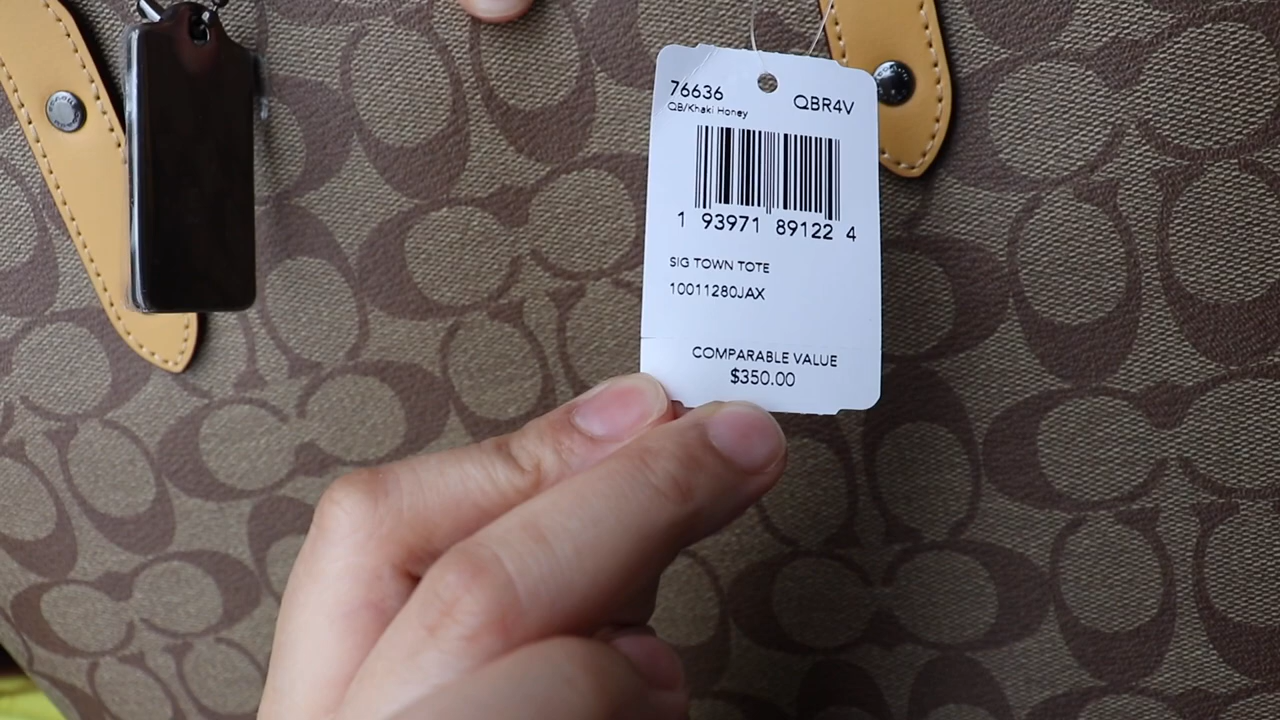 76636
QBR4V
QB/Khaki Honey
1 93971 89122 4
SIG TOWN TOTE
10011280JAX
COMPARABLE VALUE
$350.00